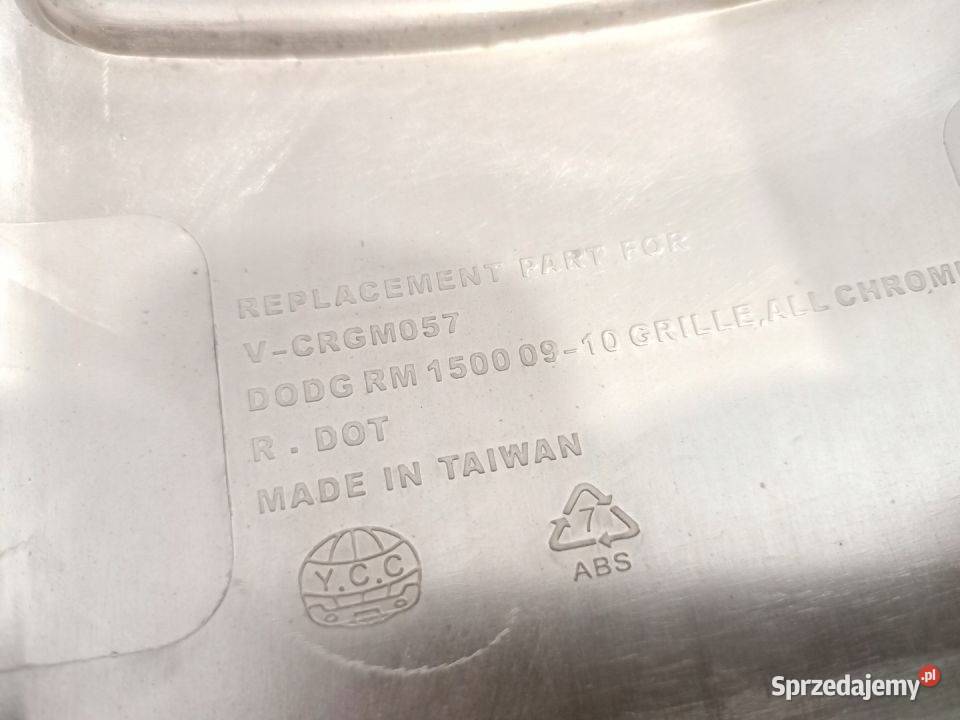 REPLACEMENT PART FOR
V-CRGM057
DODG RM 1500 09-10 GRILLE,ALL CHROM
R . DOT
MADE IN TAIWAN
Y.C.C
7
ABS
Sprzedajemy.pl